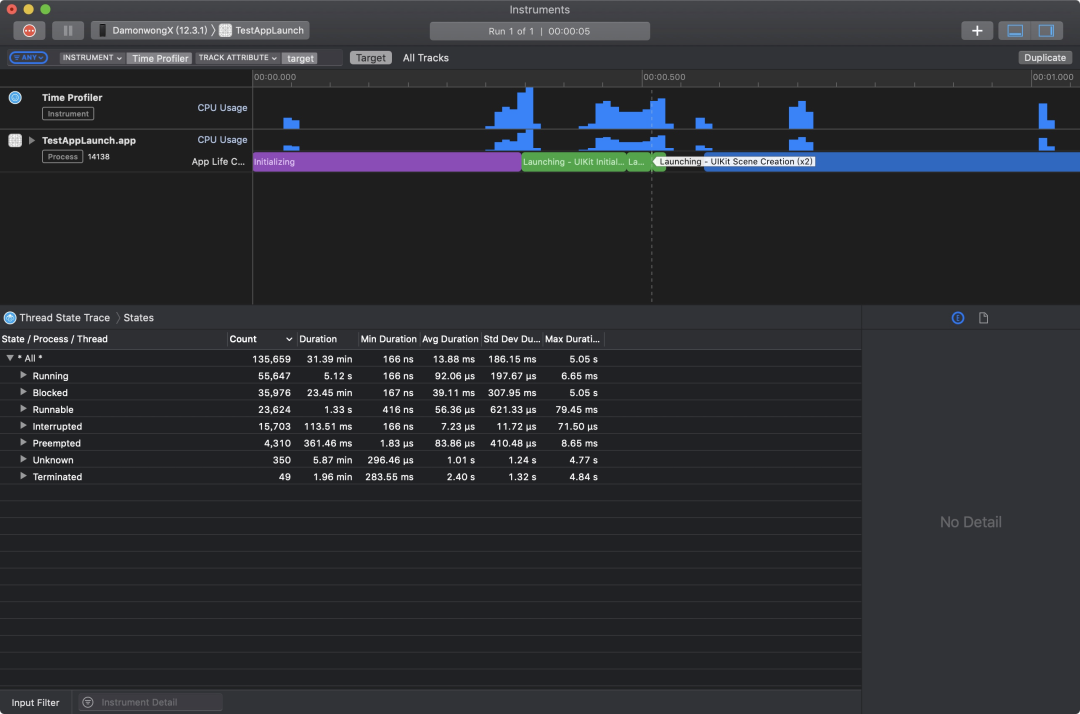 Instruments
DamonwongX (12.3.1) 〉 TestAppLaunch
Run 1 of 1 | 00:00:05
ANY INSTRUMENT Time Profiler TRACK ATTRIBUTE target Target All Tracks Duplicate
00:00.000 00:00.500 00:01.000
Time Profiler
Instrument
CPU Usage
TestAppLaunch.app
Process 14138
CPU Usage
App Life C...
Initializing Launching - UIKit Initial... La... Launching - UIKit Scene Creation (x2)
Thread State Trace 〉 States
State / Process / Thread Count Duration Min Duration Avg Duration Std Dev Du... Max Durati...
* All * 135,659 31.39 min 166 ns 13.88 ms 186.15 ms 5.05 s
Running 55,647 5.12 s 166 ns 92.06 µs 197.67 µs 6.65 ms
Blocked 35,976 23.45 min 167 ns 39.11 ms 307.95 ms 5.05 s
Runnable 23,624 1.33 s 416 ns 56.36 µs 621.33 µs 79.45 ms
Interrupted 15,703 113.51 ms 166 ns 7.23 µs 11.72 µs 71.50 µs
Preempted 4,310 361.46 ms 1.83 µs 83.86 µs 410.48 µs 8.65 ms
Unknown 350 5.87 min 296.46 µs 1.01 s 1.24 s 4.77 s
Terminated 49 1.96 min 283.55 ms 2.40 s 1.32 s 4.84 s
No Detail
Input Filter Instrument Detail